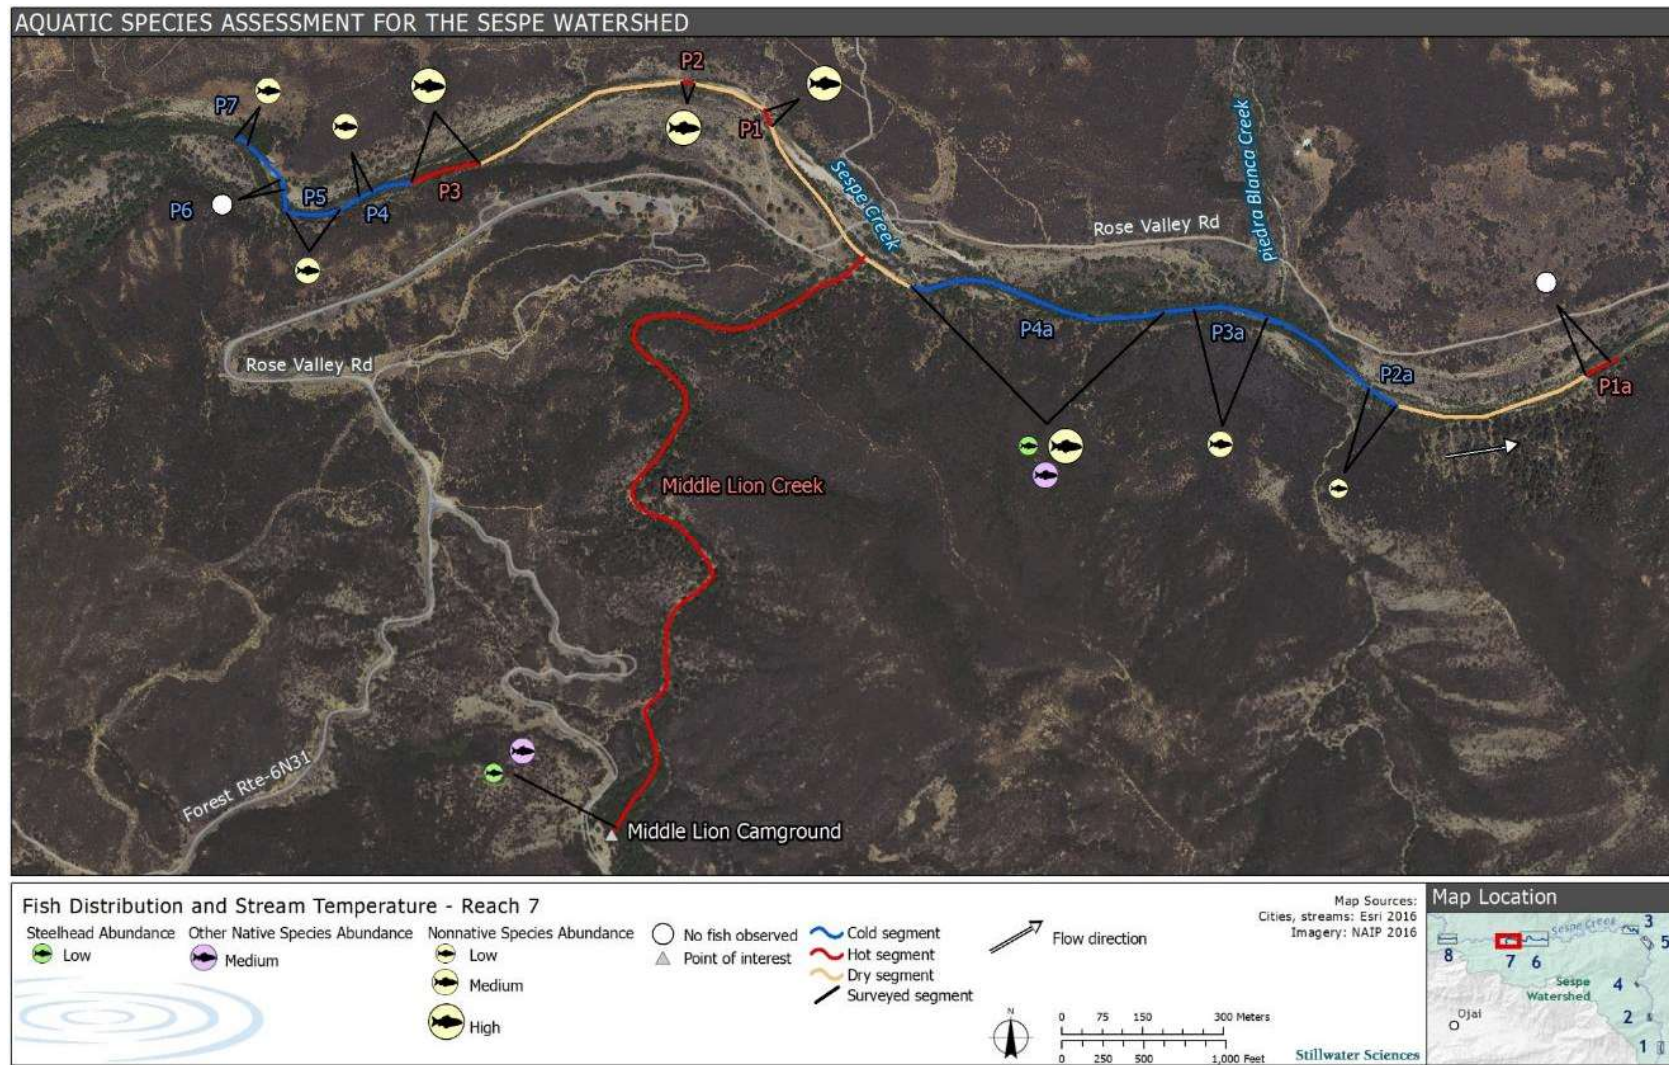 AQUATIC SPECIES ASSESSMENT FOR THE SESPE WATERSHED
P2
P7
P1
P3
P5
P4
P6
Sespe Creek
Piedra Blanca Creek
Rose Valley Rd
P4a
P3a
P2a
P1a
Rose Valley Rd
Middle Lion Creek
Forest Rte-6N31
Middle Lion Camground
Fish Distribution and Stream Temperature - Reach 7
Steelhead Abundance
Low
Other Native Species Abundance
Medium
Nonnative Species Abundance
Low
Medium
High
No fish observed
Point of interest
Cold segment
Hot segment
Dry segment
Surveyed segment
Flow direction
N
0 75 150 300 Meters
0 250 500 1,000 Feet
Map Sources:
Cities, streams: Esri 2016
Imagery: NAIP 2016
Stillwater Sciences
Map Location
Sespe Creek
3
5
8
7
6
Sespe
Watershed
4
Ojai
2
1